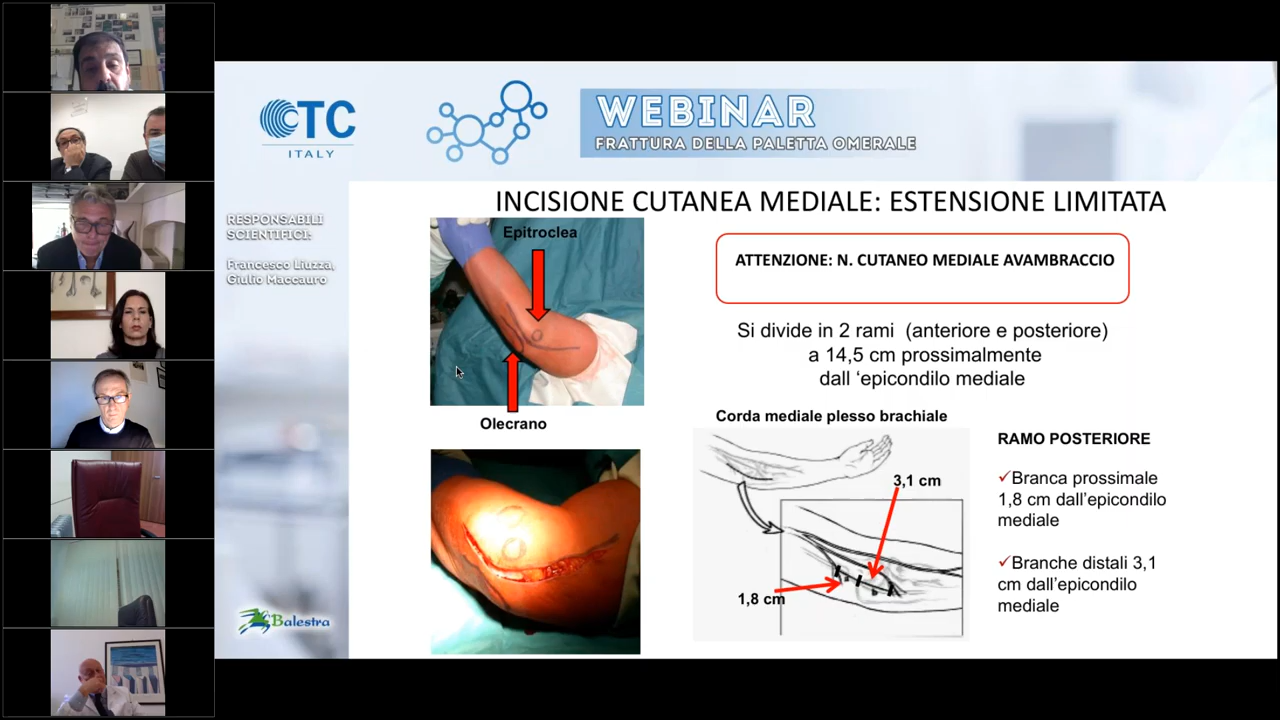 CTC
ITALY
WEBINAR
FRATTURA DELLA PALETTA OMERALE
RESPONSABILI
SCIENTIFICI:
Francesco Liuzza,
Giulio Maccauro
Balestra
INCISIONE CUTANEA MEDIALE: ESTENSIONE LIMITATA
Epitroclea
Olecrano
ATTENZIONE: N. CUTANEO MEDIALE AVAMBRACCIO
Si divide in 2 rami (anteriore e posteriore)
a 14,5 cm prossimalmente
dall ‘epicondilo mediale
Corda mediale plesso brachiale
3,1 cm
1,8 cm
RAMO POSTERIORE
✓Branca prossimale
1,8 cm dall’epicondilo
mediale
✓Branche distali 3,1
cm dall’epicondilo
mediale